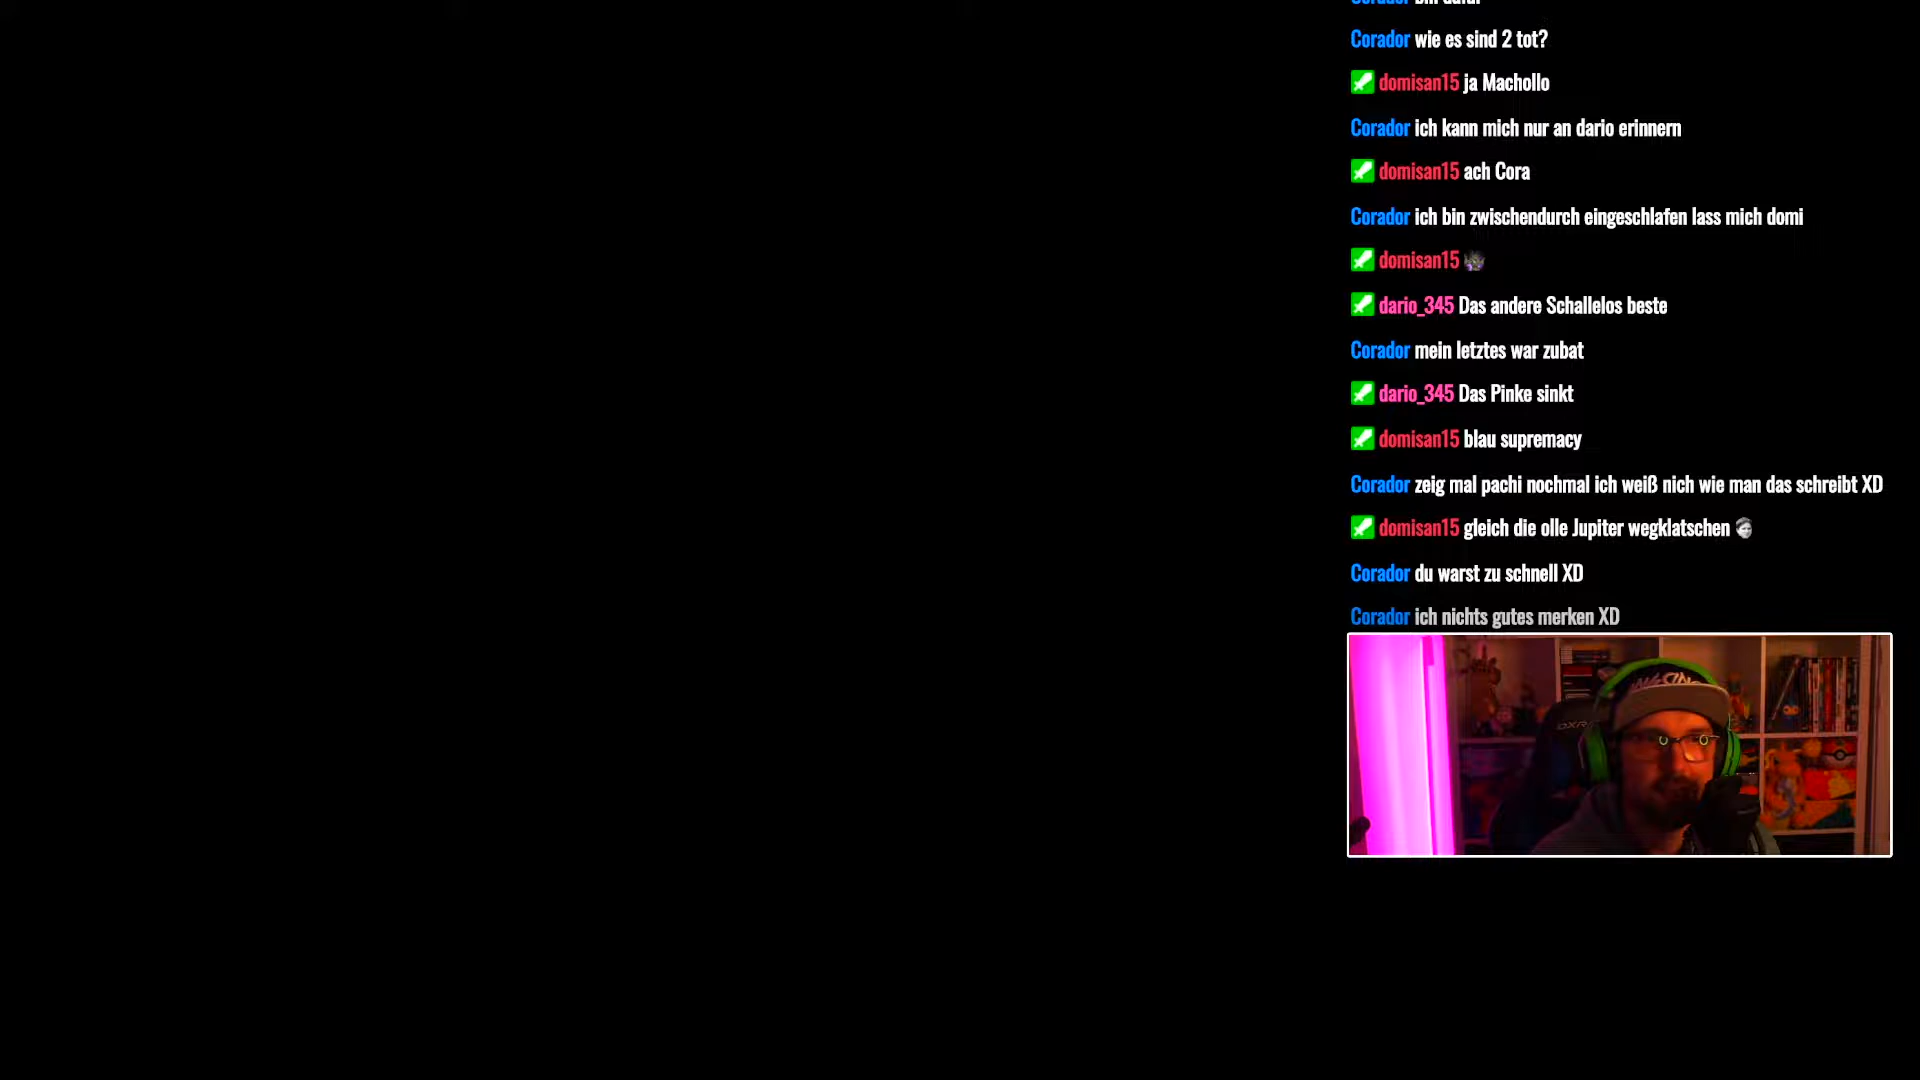 Corador bin dafür
Corador wie es sind 2 tot?
domisan15 ja Machollo
Corador ich kann mich nur an dario erinnern
domisan15 ach Cora
Corador ich bin zwischendurch eingeschlafen lass mich domi
domisan15
dario_345 Das andere Schallelos beste
Corador mein letztes war zubat
dario_345 Das Pinke sinkt
domisan15 blau supremacy
Corador zeig mal pachi nochmal ich weiß nich wie man das schreibt XD
domisan15 gleich die olle Jupiter wegklatschen
Corador du warst zu schnell XD
Corador ich nichts gutes merken XD